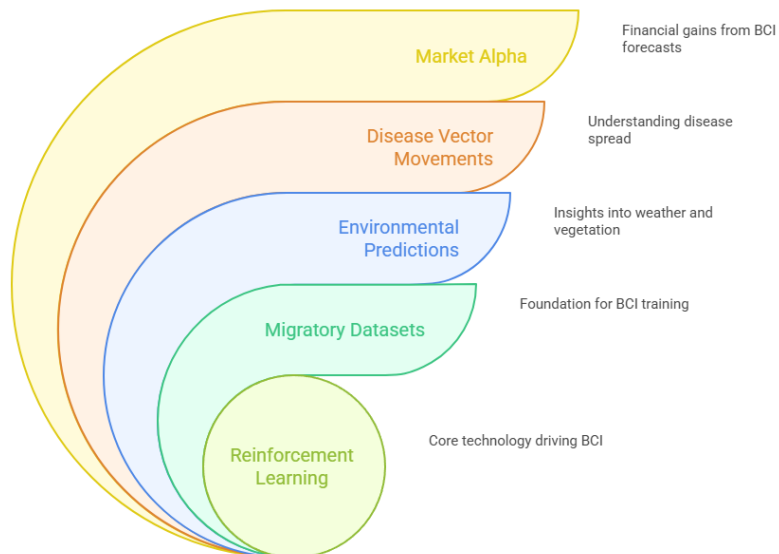 Market Alpha
Financial gains from BCI
forecasts
Disease Vector
Movements
Understanding disease
spread
Environmental
Predictions
Insights into weather and
vegetation
Migratory Datasets
Foundation for BCI training
Reinforcement
Learning
Core technology driving BCI